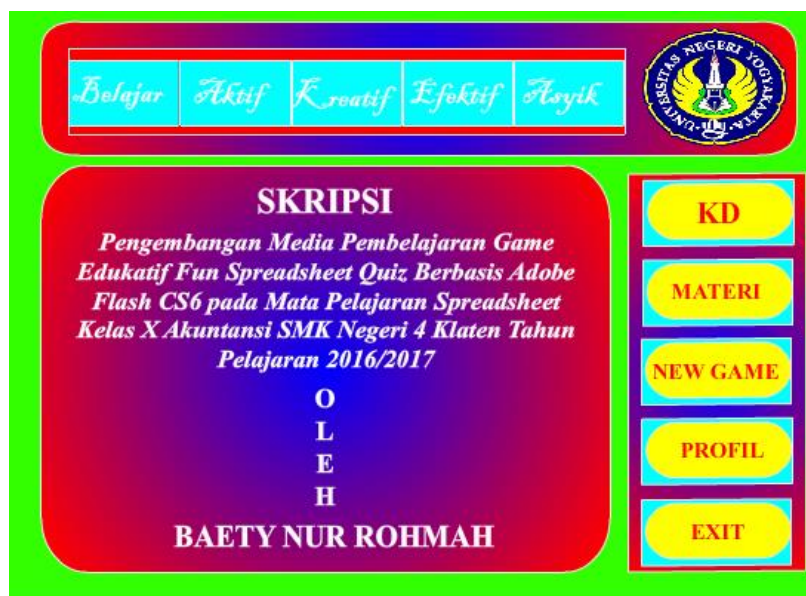 Belajar Aktif Kreatif Efektif Asyik
UNIVERSITAS NEGERI YOGYAKARTA
SKRIPSI
Pengembangan Media Pembelajaran Game
Edukatif Fun Spreadsheet Quiz Berbasis Adobe
Flash CS6 pada Mata Pelajaran Spreadsheet
Kelas X Akuntansi SMK Negeri 4 Klaten Tahun
Pelajaran 2016/2017
O
L
E
H
BAETY NUR ROHMAH
KD
MATERI
NEW GAME
PROFIL
EXIT